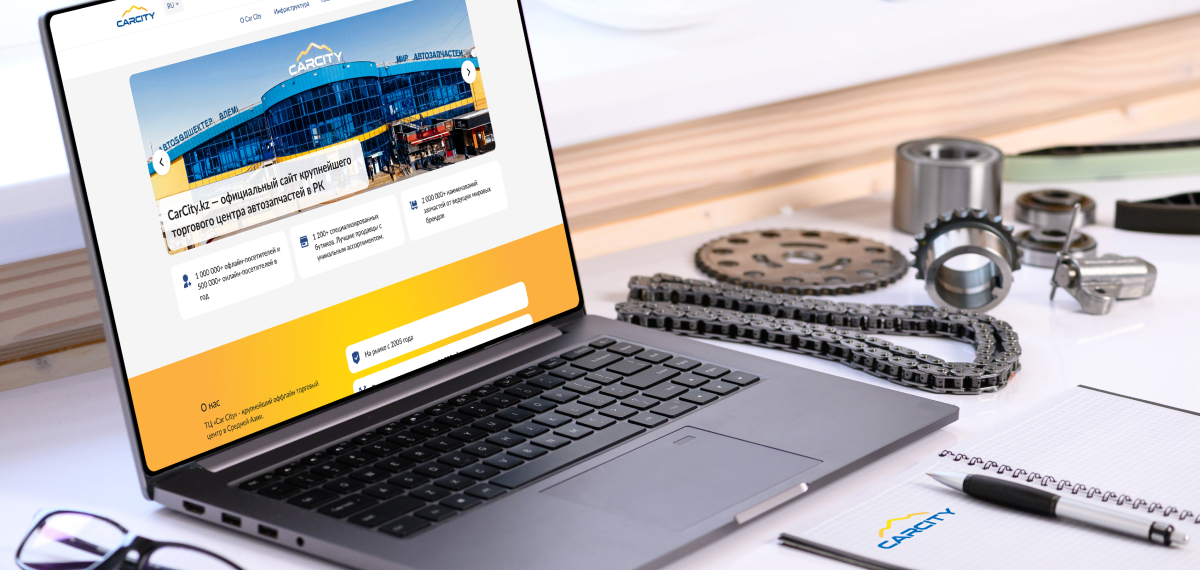 CARCITY
RU
О Car City
Инфраструктура
CARCITY
АВТОБӨЛШЕКТЕР ӘЛЕМІ
МИР АВТОЗАПЧАСТЕЙ
CarCity.kz — официальный сайт крупнейшего
торгового центра автозапчастей в РК
1 000 000+ офлайн-посетителей и
500 000+ онлайн-посетителей в
год
1 200+ специализированных
бутиков. Лучшие продавцы с
уникальным ассортиментом.
2 000 000+ наименований
запчастей от ведущих мировых
брендов
На рынке с 2005 года
О нас
ТЦ «Car City» - крупнейший оффлайн торговый
центр в Средней Азии.
CARCITY